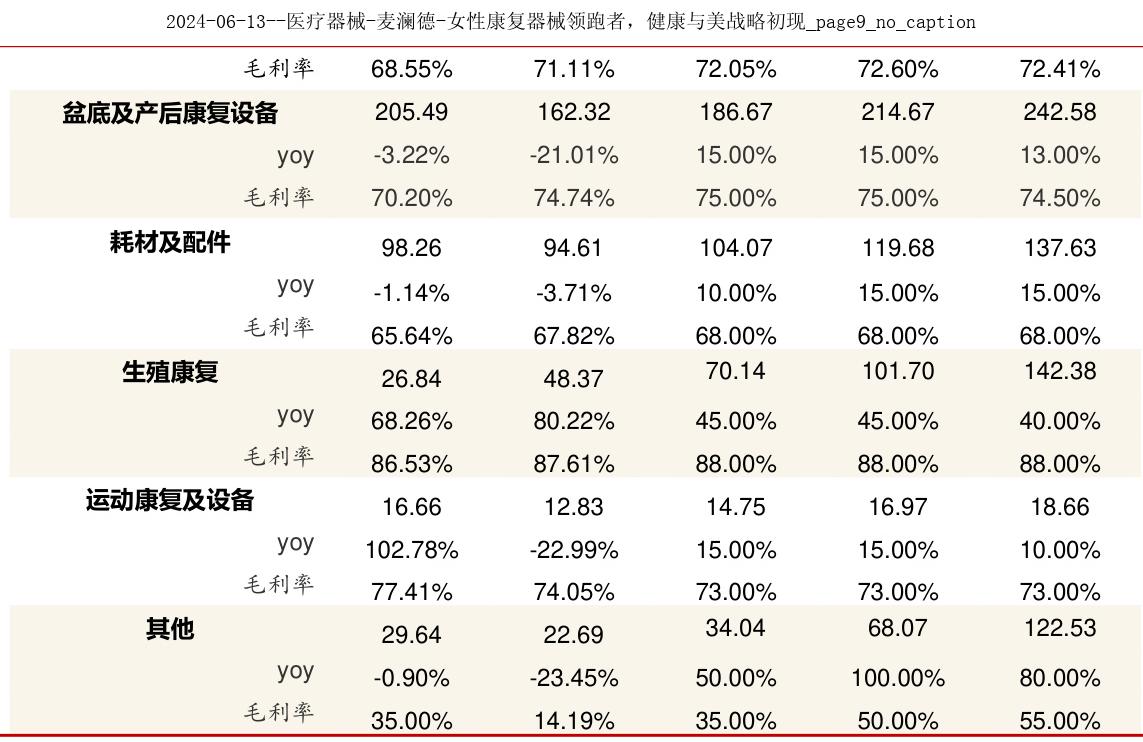 2024-06-13--医疗器械-麦澜德-女性康复器械领跑者，健康与美战略初现_page9_no_caption
毛利率 68.55% 71.11% 72.05% 72.60% 72.41%
盆底及产后康复设备 205.49 162.32 186.67 214.67 242.58
yoy -3.22% -21.01% 15.00% 15.00% 13.00%
毛利率 70.20% 74.74% 75.00% 75.00% 74.50%
耗材及配件 98.26 94.61 104.07 119.68 137.63
yoy -1.14% -3.71% 10.00% 15.00% 15.00%
毛利率 65.64% 67.82% 68.00% 68.00% 68.00%
生殖康复 26.84 48.37 70.14 101.70 142.38
yoy 68.26% 80.22% 45.00% 45.00% 40.00%
毛利率 86.53% 87.61% 88.00% 88.00% 88.00%
运动康复及设备 16.66 12.83 14.75 16.97 18.66
yoy 102.78% -22.99% 15.00% 15.00% 10.00%
毛利率 77.41% 74.05% 73.00% 73.00% 73.00%
其他 29.64 22.69 34.04 68.07 122.53
yoy -0.90% -23.45% 50.00% 100.00% 80.00%
毛利率 35.00% 14.19% 35.00% 50.00% 55.00%